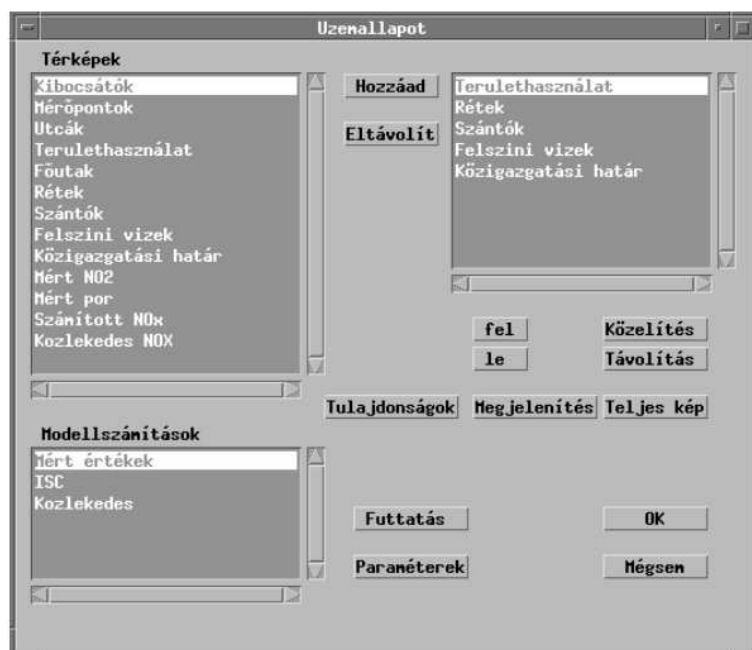 Uzemallapot
Térképek
Kibocsátók
Mérőpontok
Utcák
Terulethasználat
Főutak
Rétek
Szántók
Felszini vizek
Közigazgatási határ
Mért NO2
Mért por
Számított NOx
Kozlekedes NOX
Hozzáad
Eltávolít
Terulethasználat
Rétek
Szántók
Felszini vizek
Közigazgatási határ
fel
Közelítés
le
Távolítás
Tulajdonságok
Megjelenítés
Teljes kép
Modellszámítások
Mért értékek
ISC
Kozlekedes
Futtatás
OK
Paraméterek
Mégsem